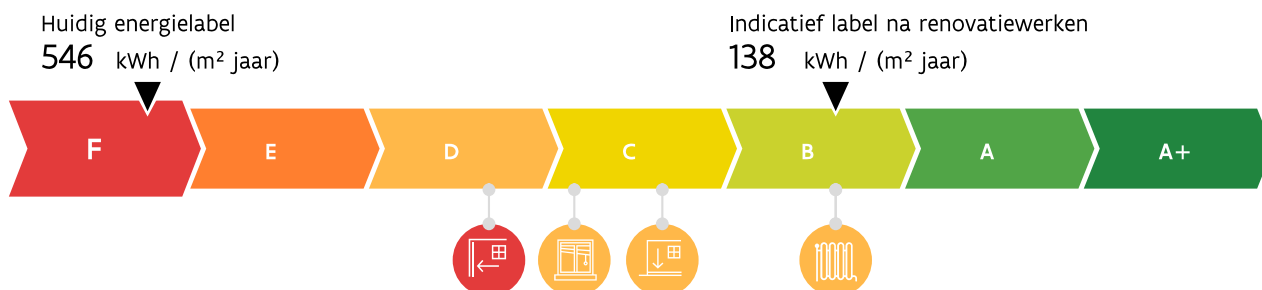 Huidig energielabel
546 kWh / (m² jaar)
Indicatief label na renovatiewerken
138 kWh / (m² jaar)
F E D C B A A+